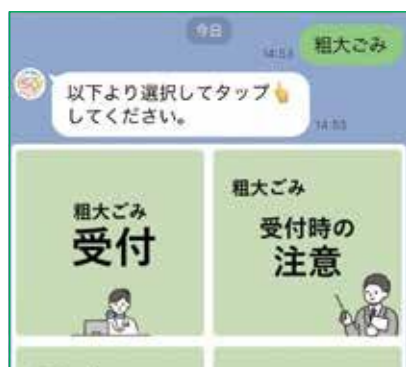 今日
14:53
粗大ごみ
以下より選択してタップ👆
してください。
14:53
粗大ごみ
受付
粗大ごみ
受付時の
注意